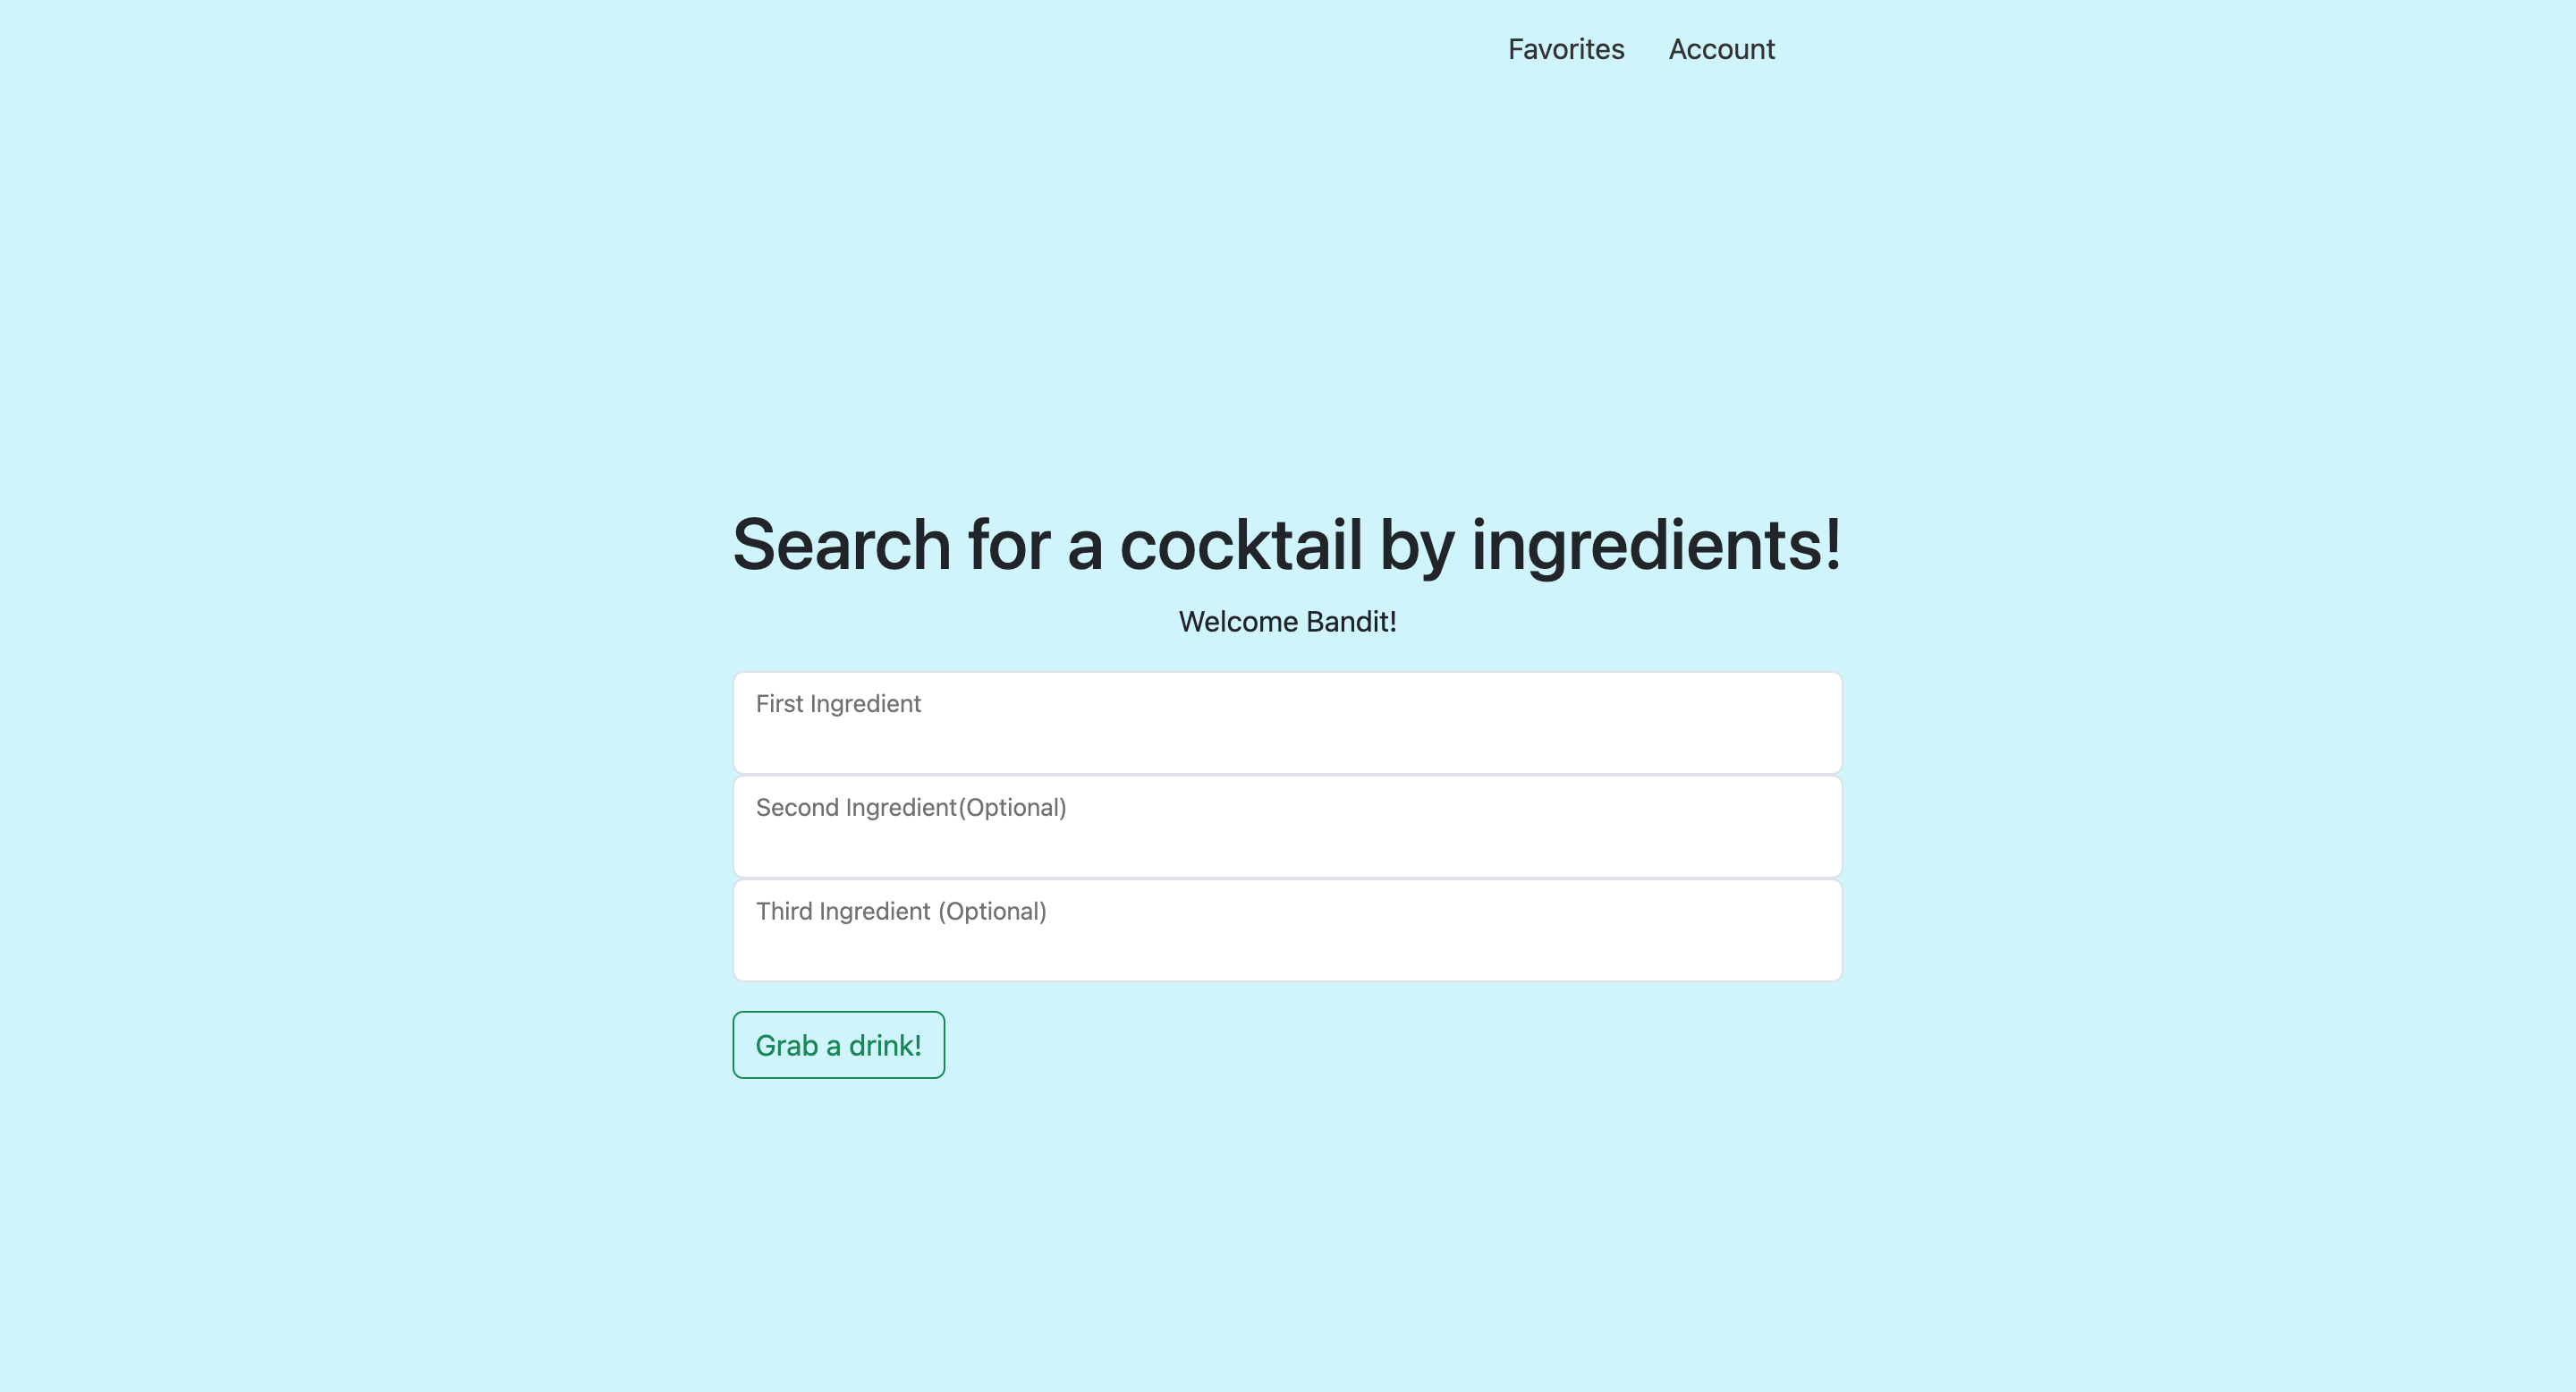 Favorites Account
Search for a cocktail by ingredients!
Welcome Bandit!
First Ingredient
Second Ingredient(Optional)
Third Ingredient (Optional)
Grab a drink!